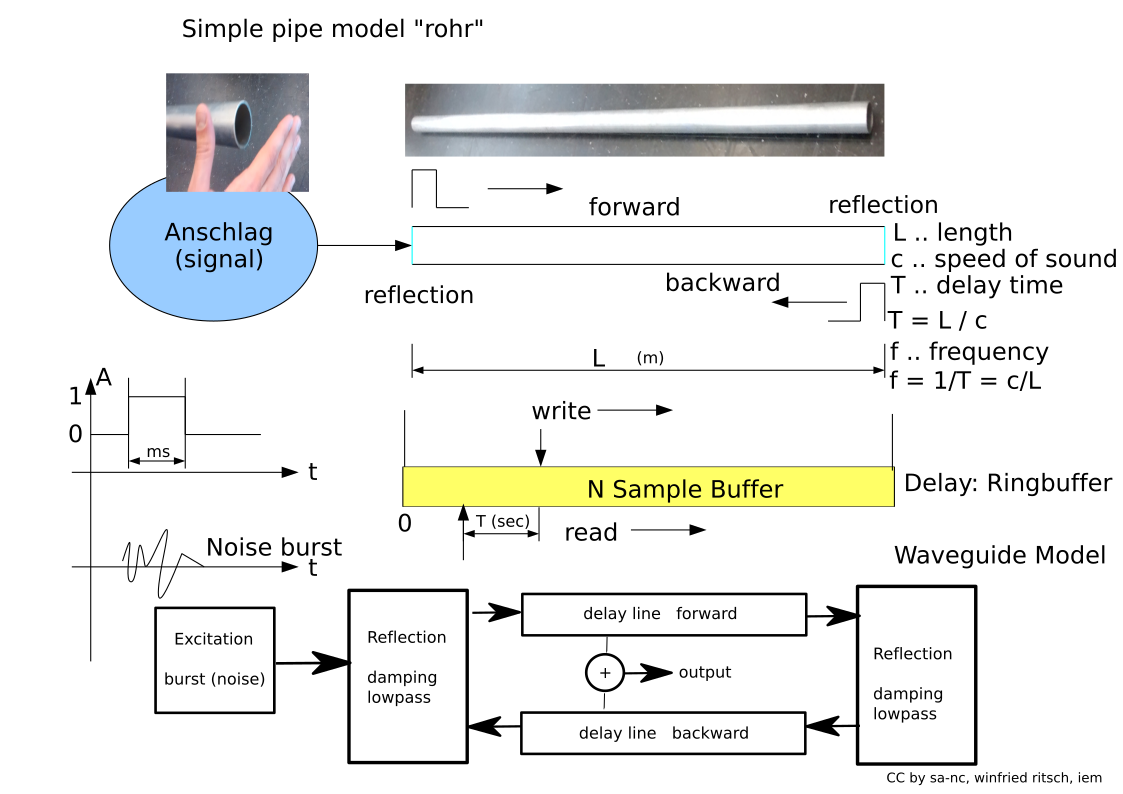 Simple pipe model "rohr"
Anschlag
(signal)
forward
reflection
backward
reflection
L .. length
c .. speed of sound
T .. delay time
T = L / c
f .. frequency
f = 1/T = c/L
L (m)
A
1
0
ms
t
Noise burst
t
write
N Sample Buffer
Delay: Ringbuffer
0
T (sec)
read
Waveguide Model
Excitation
burst (noise)
Reflection
damping
lowpass
delay line forward
+
output
delay line backward
Reflection
damping
lowpass
CC by sa-nc, winfried ritsch, iem